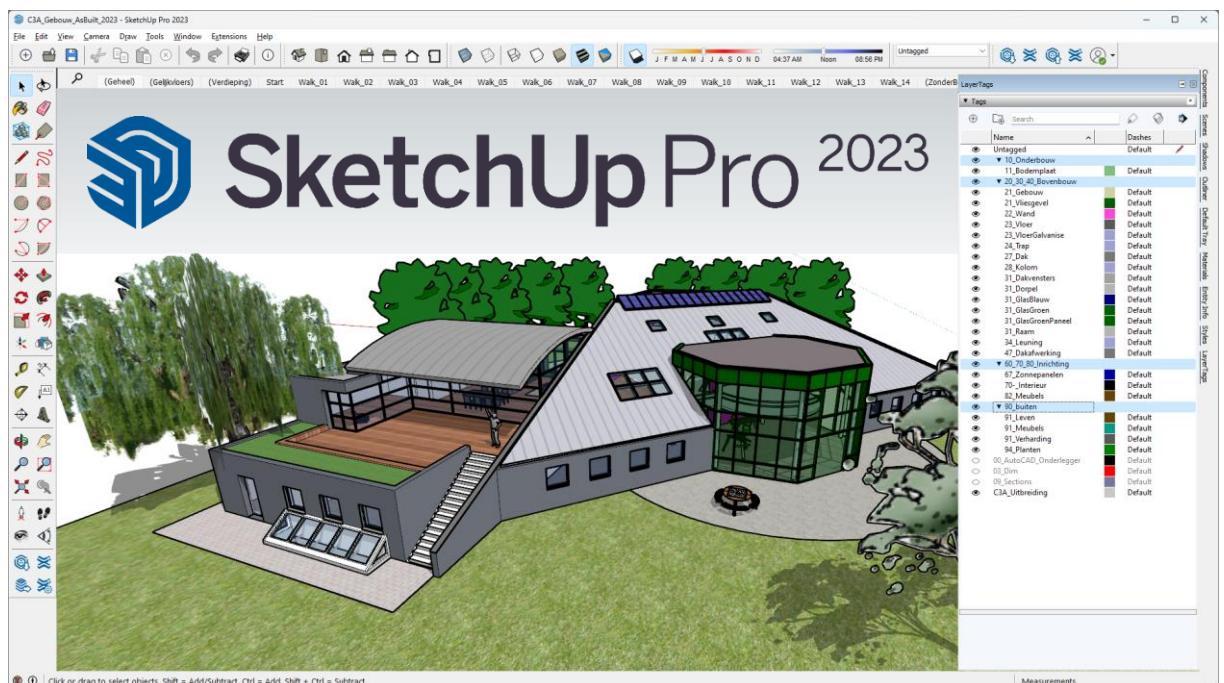 C3A_Gebouw_AsBuilt_2023 - SketchUp Pro 2023
File Edit View Camera Draw Tools Window Extensions Help
J F M A M J J A S O N D 04:37 AM Noon 08:56 PM Untagged
(Geheel) (Gelijkvloers) (Verdieping) Start Walk_01 Walk_02 Walk_03 Walk_04 Walk_05 Walk_06 Walk_07 Walk_08 Walk_09 Walk_10 Walk_11 Walk_12 Walk_13 Walk_14 (ZonderB
SketchUp Pro 2023
LayerTags
Tags
Search
Name Dashes
Untagged Default
10_Onderbouw
11_Bodemplaat Default
20_30_40_Bovenbouw
21_Gebouw Default
21_Vliesgevel Default
22_Wand Default
23_Vloer Default
23_VloerGalvanise Default
24_Trap Default
27_Dak Default
28_Kolom Default
31_Dakvensters Default
31_Dorpel Default
31_GlasBlauw Default
31_GlasGroen Default
31_GlasGroenPaneel Default
31_Raam Default
34_Leuning Default
47_Dakafwerking Default
60_70_80_Inrichting
67_Zonnepanelen Default
70-_Interieur Default
82_Meubels Default
90_buiten
91_Leven Default
91_Meubels Default
91_Verharding Default
94_Planten Default
00_AutoCAD_Onderlegger Default
03_Dim Default
09_Sections Default
C3A_Uitbreiding Default
Components
Scenes
Shadows
Outliner
Default Tray
Materials
Entity Info
Styles
LayerTags
Click or drag to select objects. Shift = Add/Subtract. Ctrl = Add. Shift + Ctrl = Subtract.
Measurements